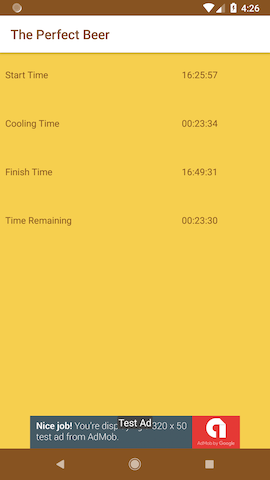 4:26
The Perfect Beer
Start Time 16:25:57
Cooling Time 00:23:34
Finish Time 16:49:31
Time Remaining 00:23:30
Test Ad
Nice job! You're 320 x 50
test ad from AdMob.
AdMob by Google